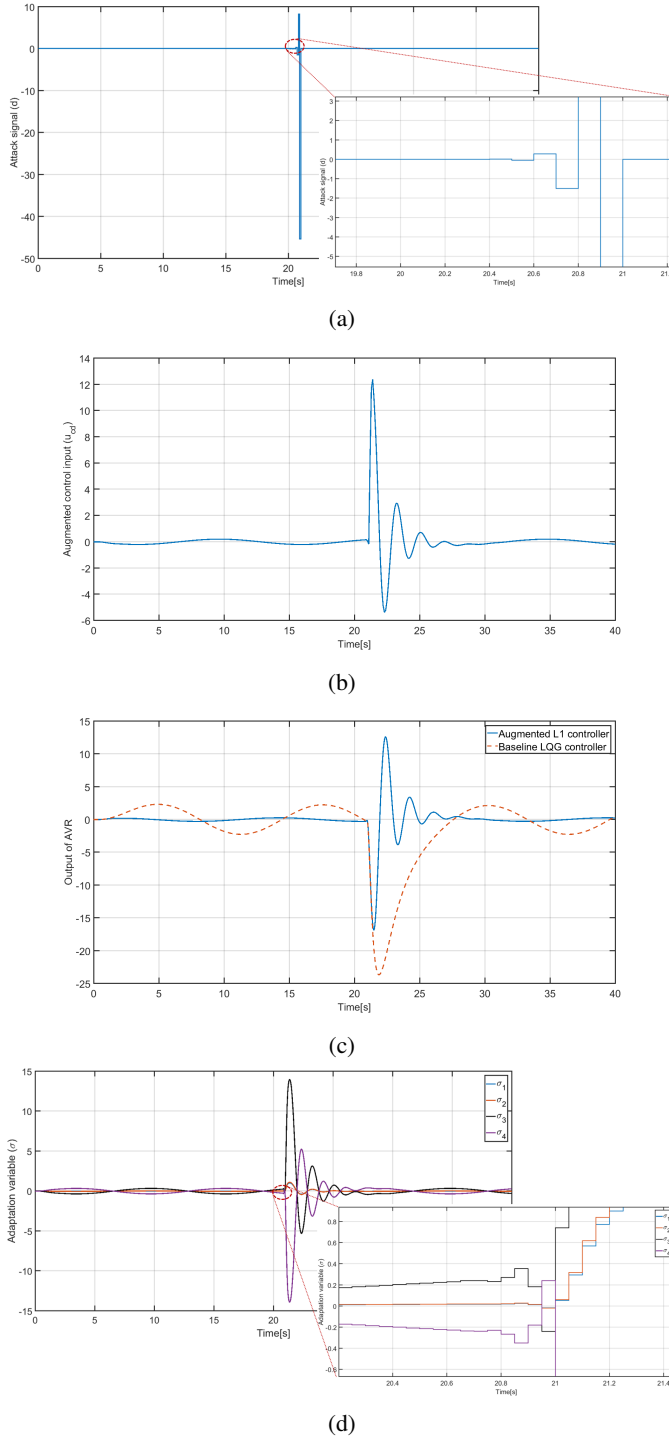 10
0
-10
-20
-30
-40
-50
Attack signal (d)
0 5 10 15 20
Time[s]
3
2
1
0
-1
-2
-3
-4
-5
Attack signal (d)
19.8 20 20.2 20.4 20.6 20.8 21 21.
Time[s]
(a)
14
12
10
8
6
4
2
0
-2
-4
-6
Augmented control input (u_cd)
0 5 10 15 20 25 30 35 40
Time[s]
(b)
15
10
5
0
-5
-10
-15
-20
-25
Output of AVR
Augmented L1 controller
Baseline LQG controller
0 5 10 15 20 25 30 35 40
Time[s]
(c)
15
10
5
0
-5
-10
-15
Adaptation variable (σ)
σ1
σ2
σ3
σ4
0 5 10 15 20
Time[s]
0.8
0.6
0.4
0.2
0
-0.2
-0.4
-0.6
Adaptation variable (σ)
σ
σ
σ
σ
20.4 20.6 20.8 21 21.2 21.4
Time[s]
(d)